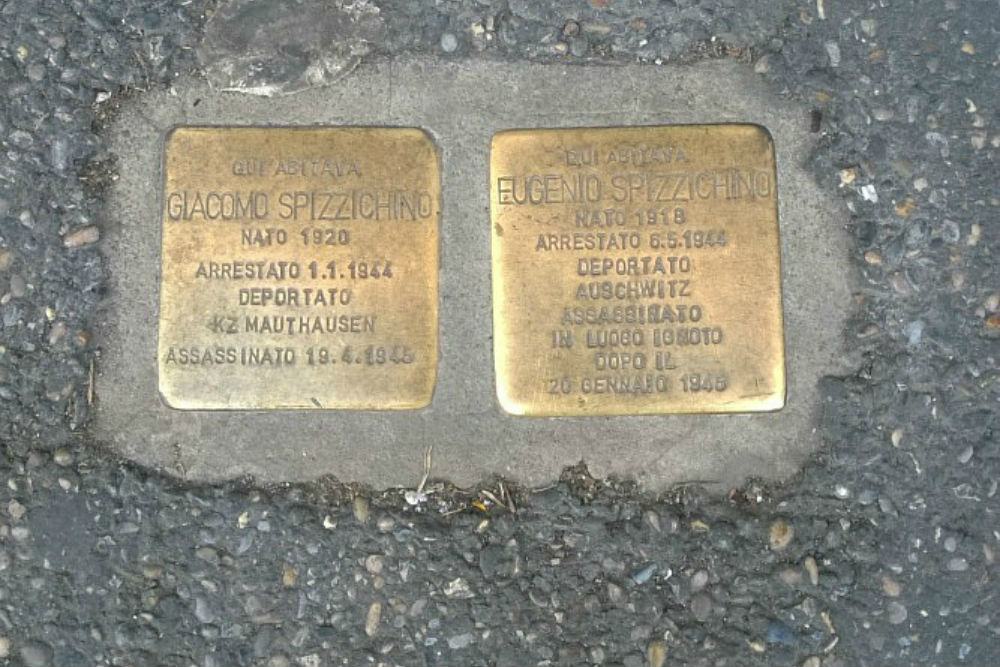 QUI ABITAVA
GIACOMO SPIZZICHINO
NATO 1920
ARRESTATO 1.1.1944
DEPORTATO
KZ MAUTHAUSEN
ASSASSINATO 19.4.1945
QUI ABITAVA
EUGENIO SPIZZICHINO
NATO 1918
ARRESTATO 6.5.1944
DEPORTATO
AUSCHWITZ
ASSASSINATO
IN LUOGO IGNOTO
DOPO IL
20 GENNAIO 1945